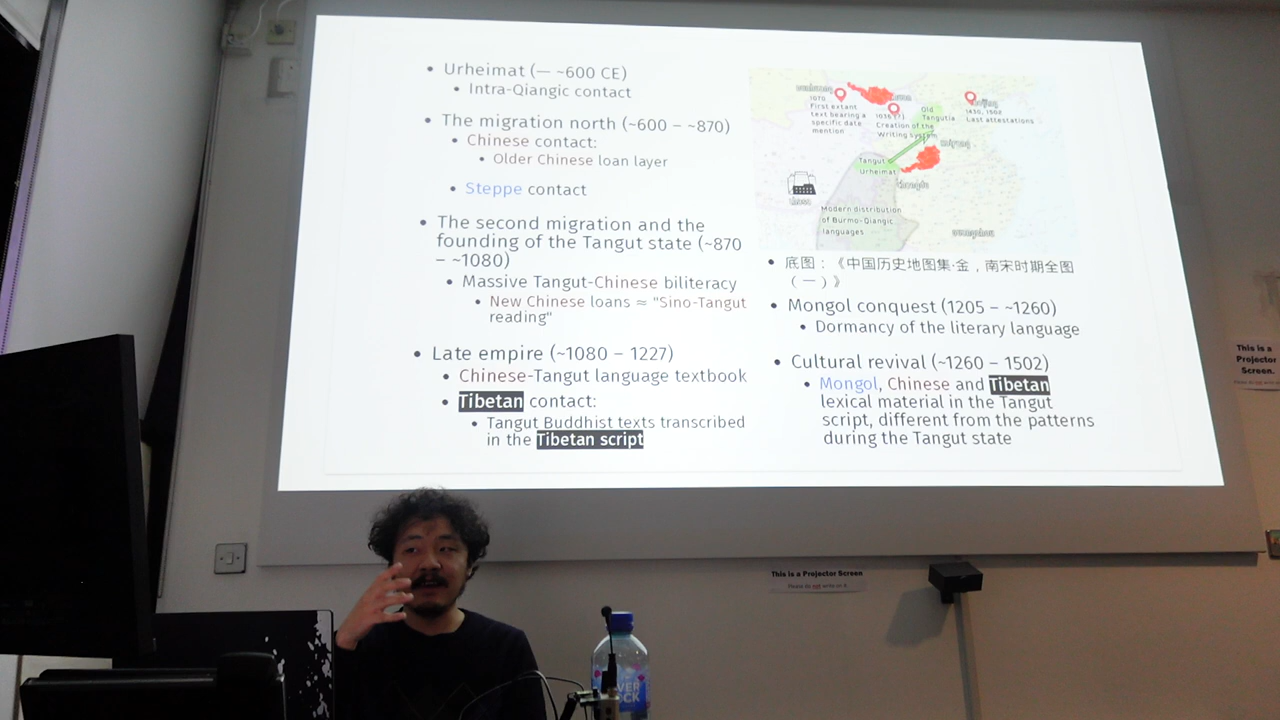 Urheimat (— ~600 CE)
Intra-Qiangic contact
The migration north (~600 – ~870)
Chinese contact:
Older Chinese loan layer
Steppe contact
The second migration and the
founding of the Tangut state (~870
– ~1080)
Massive Tangut-Chinese biliteracy
New Chinese loans ≈ "Sino-Tangut
reading"
Late empire (~1080 – 1227)
Chinese-Tangut language textbook
Tibetan contact:
Tangut Buddhist texts transcribed
in the Tibetan script
1070
First extant
text bearing a
specific date
mention
Creation of the
Writing system
Old
Tangutia
1450, 1502
Last attestations
Tangut
Urheimat
Modern distribution
of Burmo-Qiangic
languages
底图：《中国历史地图集·金，南宋时期全图
（一）》
Mongol conquest (1205 – ~1260)
Dormancy of the literary language
Cultural revival (~1260 – 1502)
Mongol, Chinese and Tibetan
lexical material in the Tangut
script, different from the patterns
during the Tangut state
This is a
Projector
Screen.
This is a Projector Screen
Please do not write on it